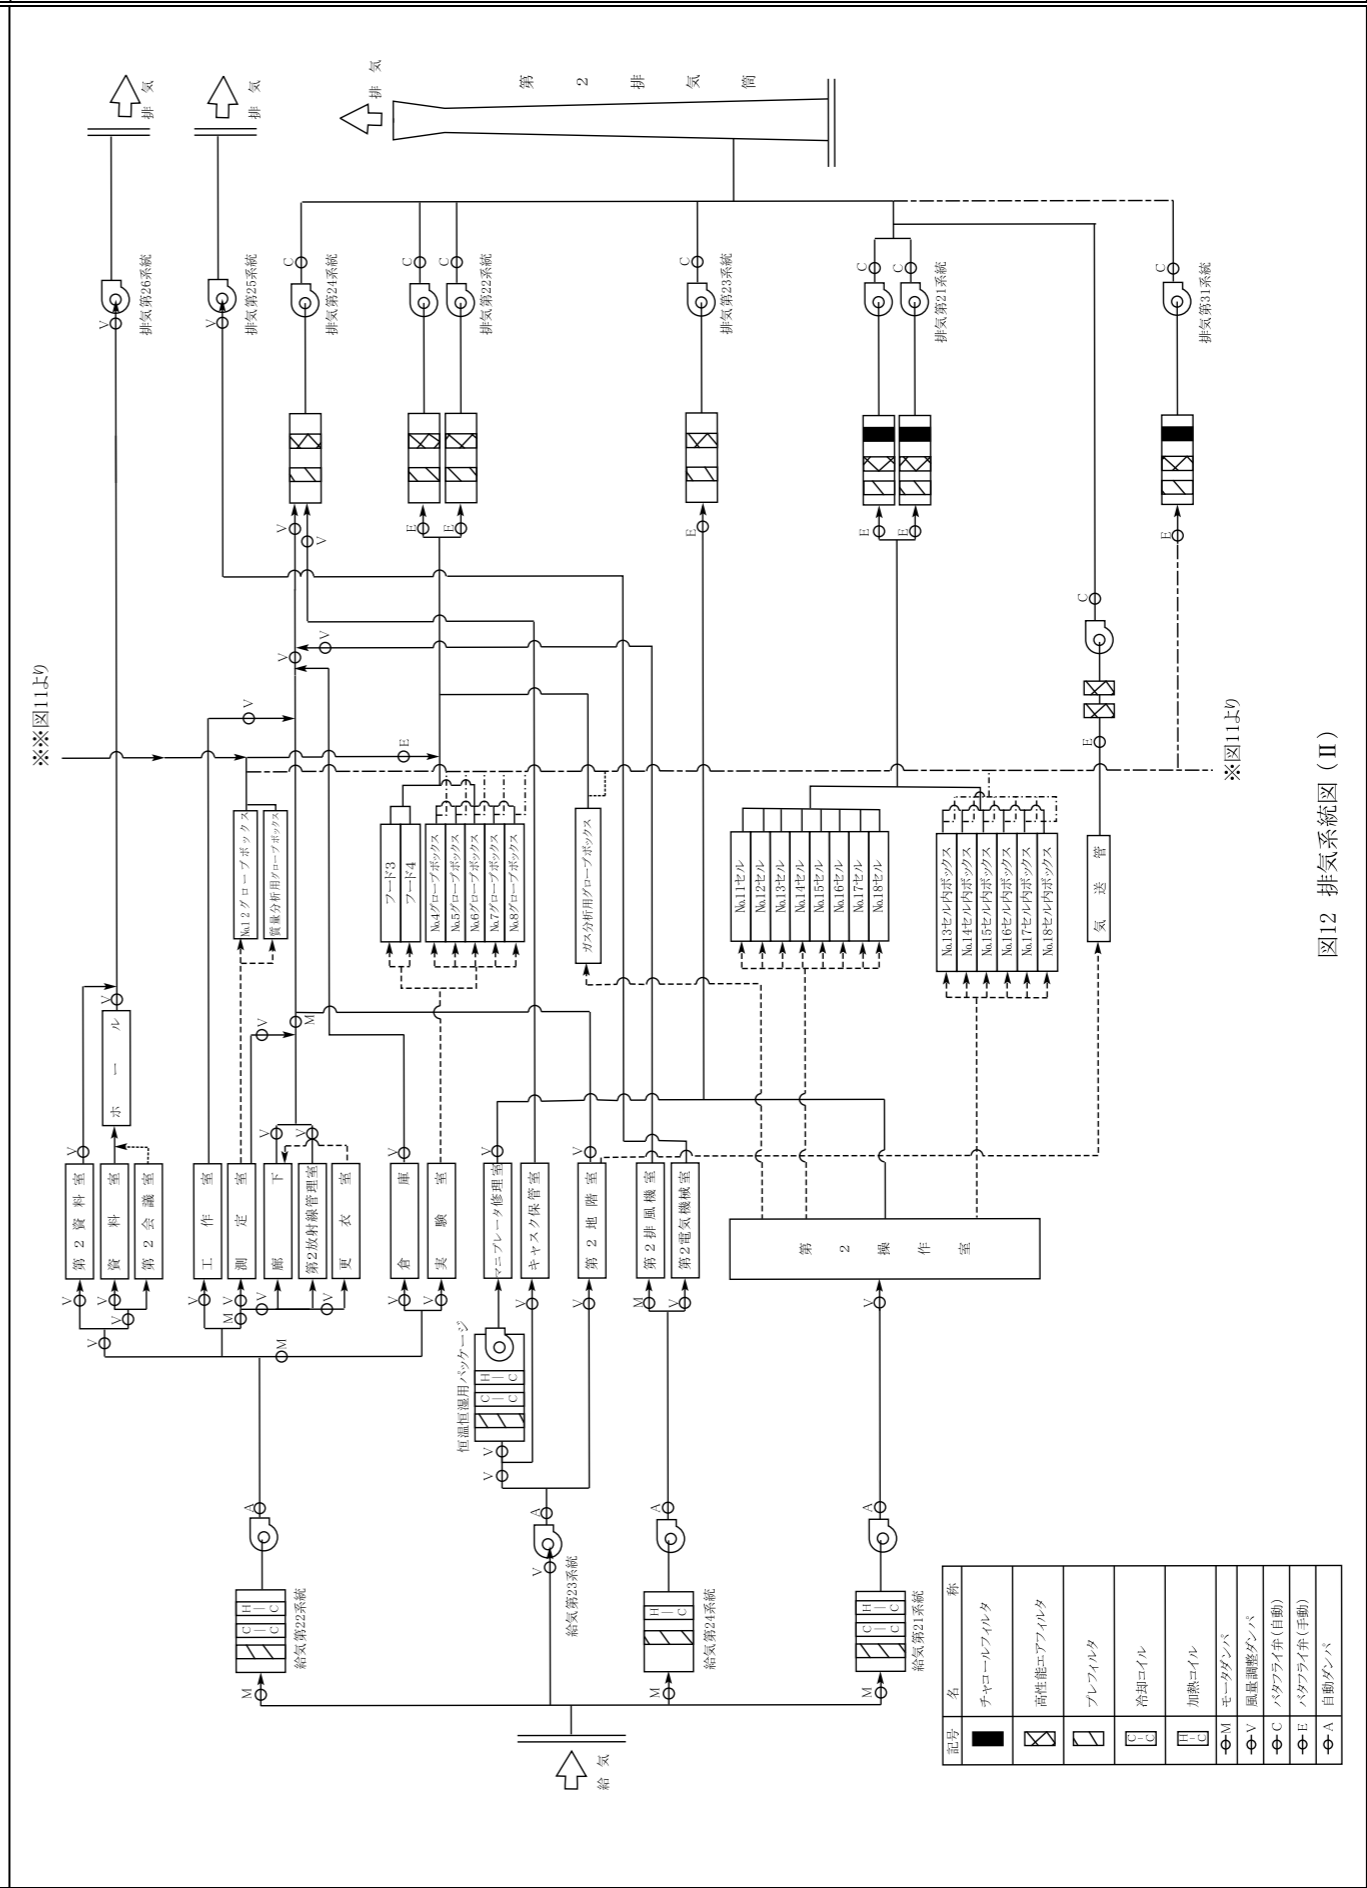 ※※図11より
排気
排気
排気
第2排気筒
排気第26系統
排気第25系統
排気第24系統
排気第22系統
排気第23系統
排気第21系統
排気第31系統
V
V
C
C
C
C
C
C
C
V
V
E
E
E
E
E
E
C
V
V
V
E
E
※図11より
No.12グローブボックス
質量分析用グローブボックス
フード3
フード4
No.4グローブボックス
No.5グローブボックス
No.6グローブボックス
No.7グローブボックス
No.8グローブボックス
ガス分析用グローブボックス
No.11セル
No.12セル
No.13セル
No.14セル
No.15セル
No.16セル
No.17セル
No.18セル
No.13セル内ボックス
No.14セル内ボックス
No.15セル内ボックス
No.16セル内ボックス
No.17セル内ボックス
No.18セル内ボックス
気送管
ホール
V
V
M
V
V
V
V
V
V
第2資料室
資料室
第2会議室
工作室
測定室
廊下
第2放射線管理室
更衣室
倉庫
実験室
マニプレータ修理室
キャスク保管室
第2地階室
第2排風機室
第2電気機械室
第2操作室
V
V
V
V
V
V
V
M
V
V
M
V
V
V
V
M
V
V
恒温恒湿用パッケージ
C-C
H-C
V
V
A
A
A
A
V
給気第22系統
給気第23系統
給気第24系統
給気第21系統
C-C
H-C
H-C
C-C
H-C
M
M
M
給気
記号 名称
チャコールフィルタ
高性能エアフィルタ
プレフィルタ
C-C 冷却コイル
H-C 加熱コイル
M モータダンパ
V 風量調整ダンパ
C バタフライ弁(自動)
E バタフライ弁(手動)
A 自動ダンパ
図12 排気系統図(Ⅱ)